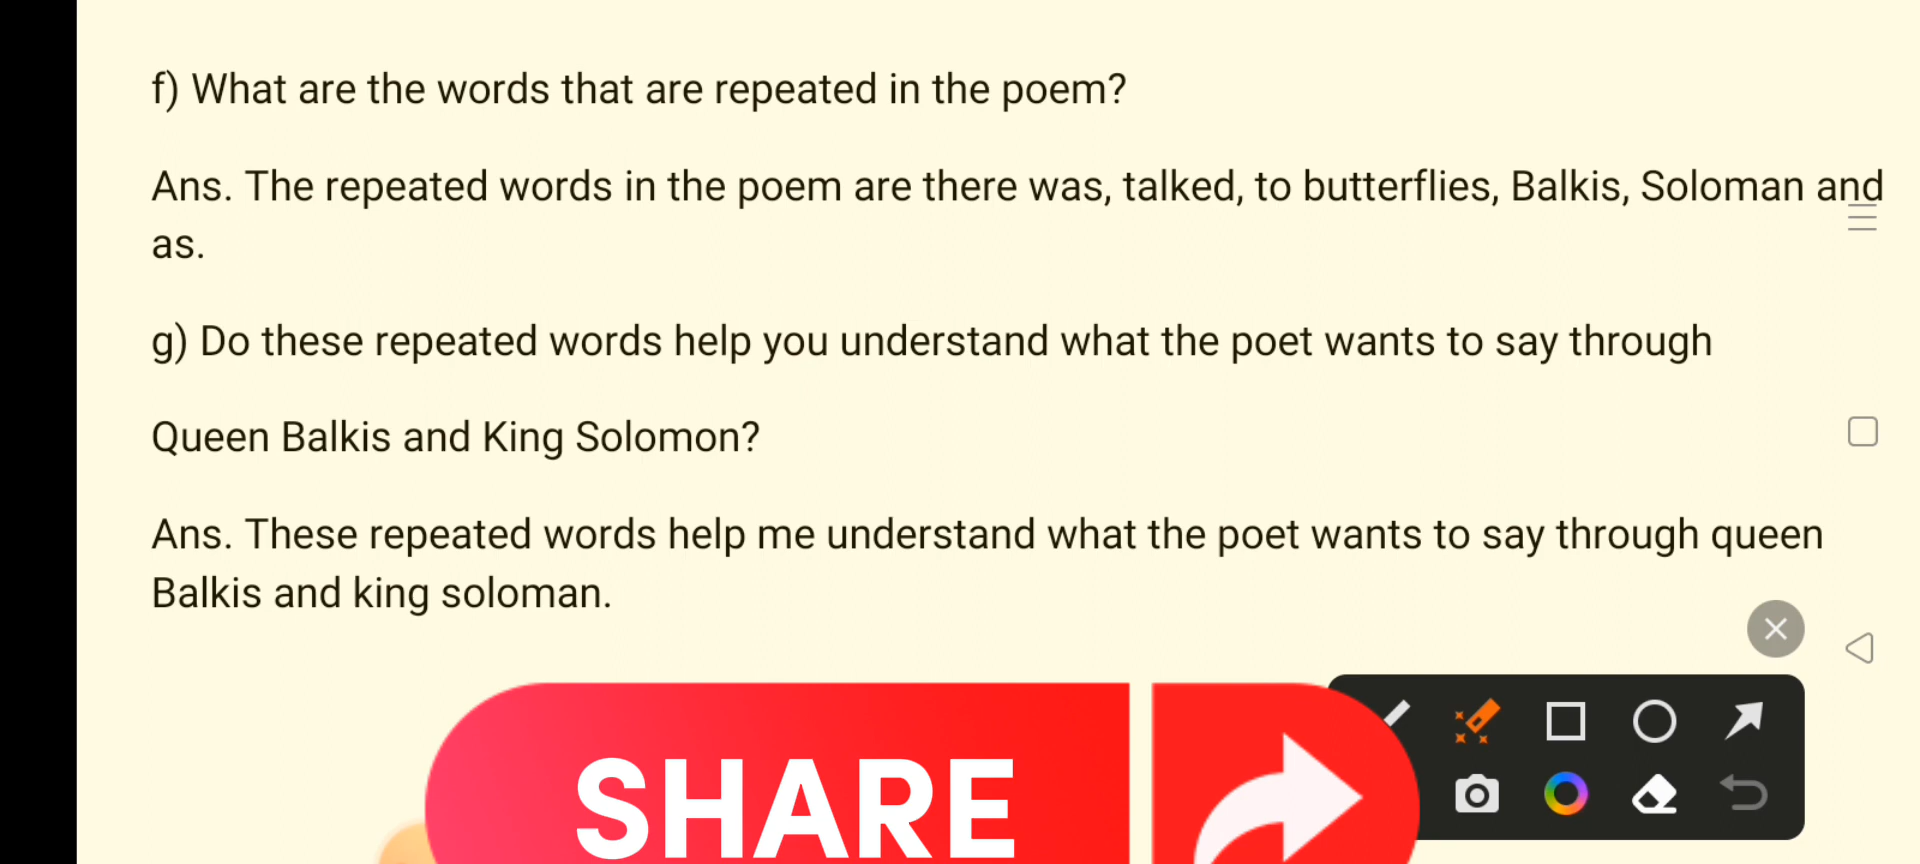 f) What are the words that are repeated in the poem?
Ans. The repeated words in the poem are there was, talked, to butterflies, Balkis, Soloman and
as.
g) Do these repeated words help you understand what the poet wants to say through
Queen Balkis and King Solomon?
Ans. These repeated words help me understand what the poet wants to say through queen
Balkis and king soloman.
SHARE